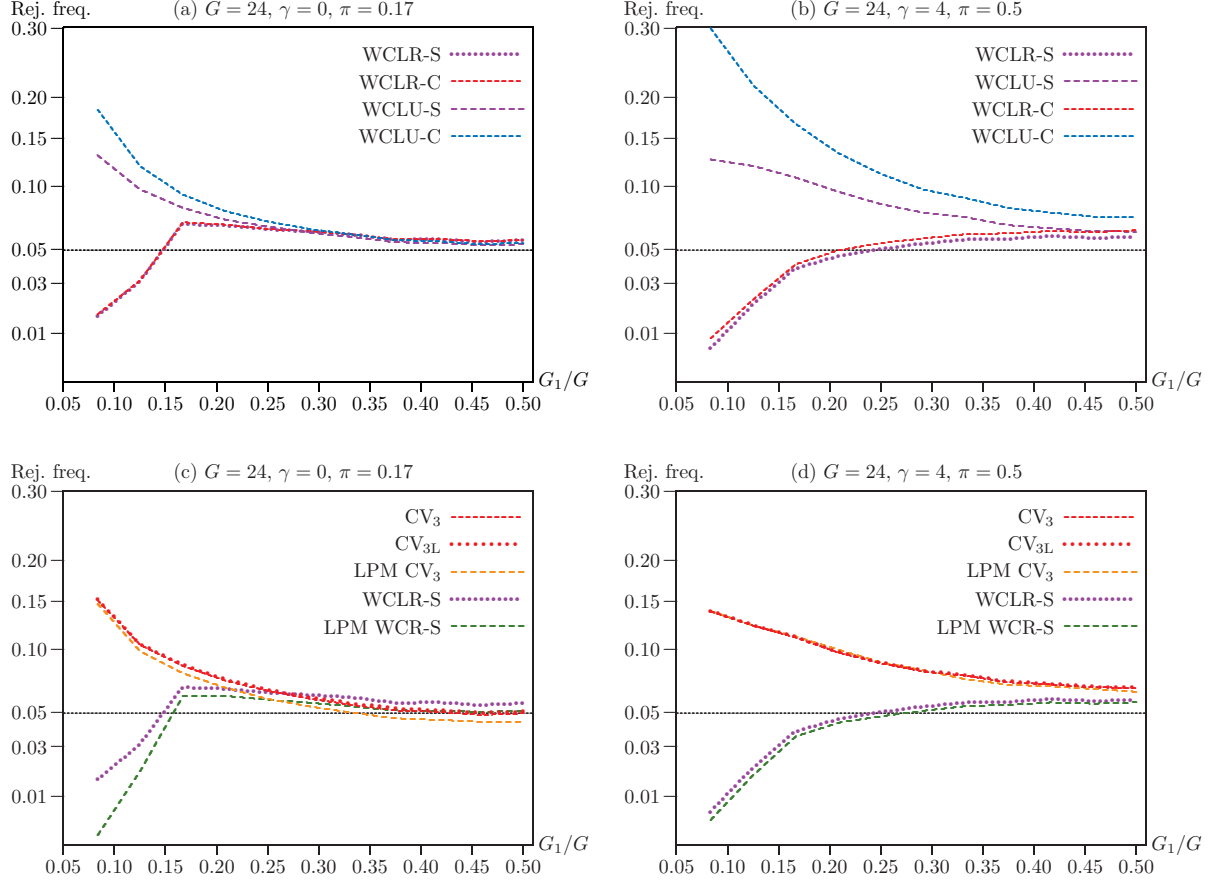 Rej. freq.
(a) G = 24, γ = 0, π = 0.17
0.30
0.20
0.15
0.10
0.05
0.03
0.01
WCLR-S
WCLR-C
WCLU-S
WCLU-C
G₁/G
0.05 0.10 0.15 0.20 0.25 0.30 0.35 0.40 0.45 0.50
Rej. freq.
(b) G = 24, γ = 4, π = 0.5
0.30
0.20
0.15
0.10
0.05
0.03
0.01
WCLR-S
WCLU-S
WCLR-C
WCLU-C
G₁/G
0.05 0.10 0.15 0.20 0.25 0.30 0.35 0.40 0.45 0.50
Rej. freq.
(c) G = 24, γ = 0, π = 0.17
0.30
0.20
0.15
0.10
0.05
0.03
0.01
CV₃
CV₃L
LPM CV₃
WCLR-S
LPM WCR-S
G₁/G
0.05 0.10 0.15 0.20 0.25 0.30 0.35 0.40 0.45 0.50
Rej. freq.
(d) G = 24, γ = 4, π = 0.5
0.30
0.20
0.15
0.10
0.05
0.03
0.01
CV₃
CV₃L
LPM CV₃
WCLR-S
LPM WCR-S
G₁/G
0.05 0.10 0.15 0.20 0.25 0.30 0.35 0.40 0.45 0.50